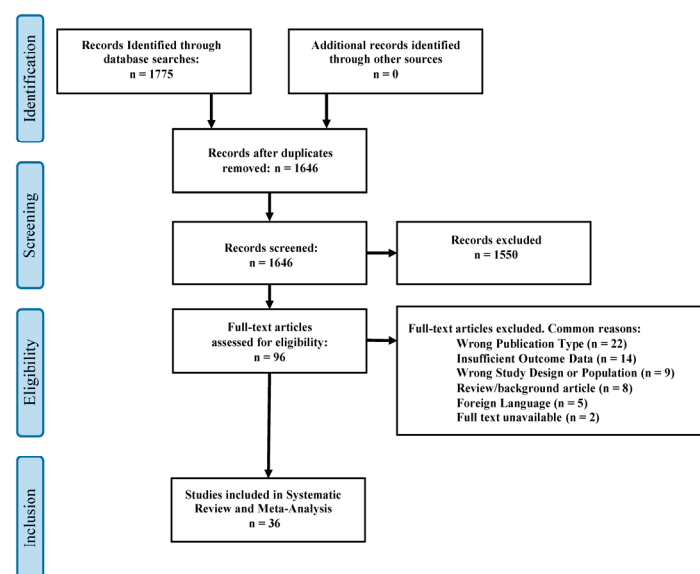 Identification
Records Identified through
database searches:
n = 1775
Additional records identified
through other sources
n = 0
Records after duplicates
removed: n = 1646
Screening
Records screened:
n = 1646
Records excluded
n = 1550
Eligibility
Full-text articles
assessed for eligibility:
n = 96
Full-text articles excluded. Common reasons:
Wrong Publication Type (n = 22)
Insufficient Outcome Data (n = 14)
Wrong Study Design or Population (n = 9)
Review/background article (n = 8)
Foreign Language (n = 5)
Full text unavailable (n = 2)
Inclusion
Studies included in Systematic
Review and Meta-Analysis
n = 36